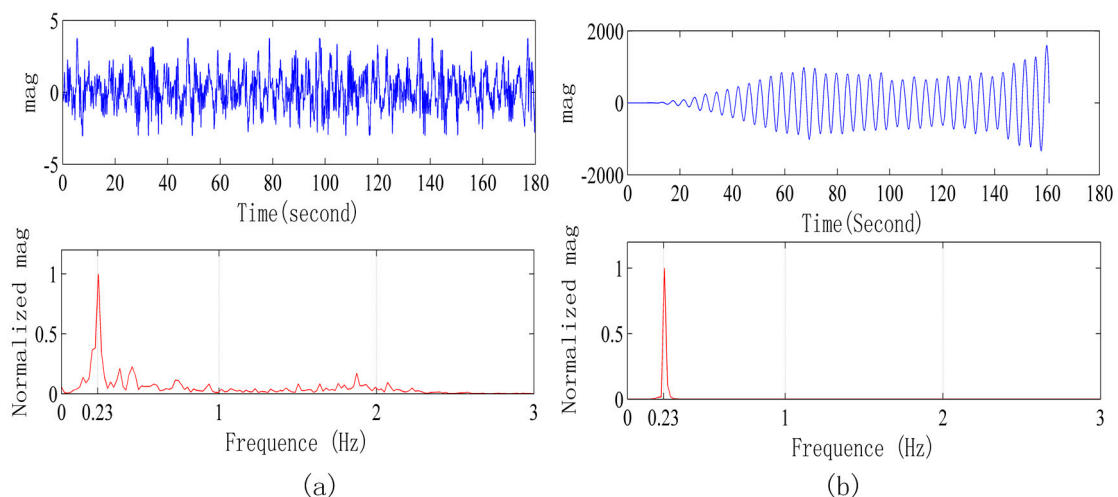 5
0
-5
mag
0 20 40 60 80 100 120 140 160 180
Time(second)
1
0.5
0
Normalized mag
0 0.23 1 2 3
Frequence (Hz)
(a)
2000
0
-2000
mag
0 20 40 60 80 100 120 140 160 180
Time(Second)
1
0.5
0
Normalized mag
0 0.23 1 2 3
Frequence (Hz)
(b)